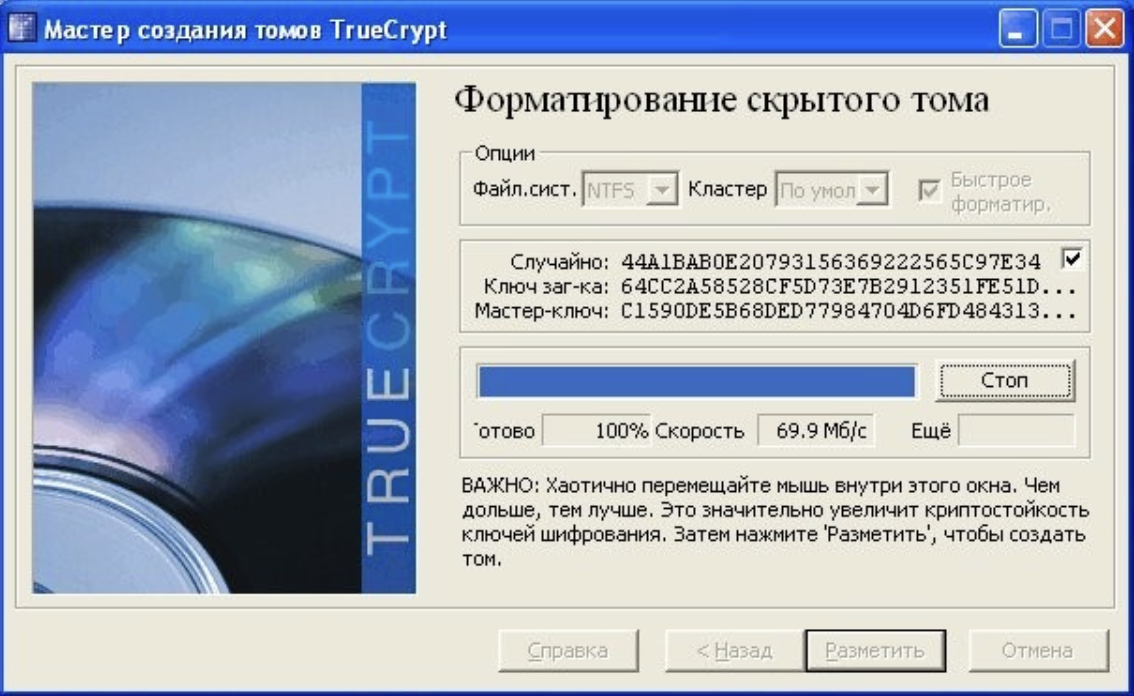 Мастер создания томов TrueCrypt
TRUECRYPT
Форматирование скрытого тома
Опции
Файл.сист. NTFS Кластер По умол Быстрое форматир.
Случайно: 44A1BAB0E20793156369222565C97E34
Ключ заг-ка: 64CC2A58528CF5D73E7B2912351FE51D...
Мастер-ключ: C1590DE5B68DED77984704D6FD484313...
Стоп
отово 100% Скорость 69.9 Мб/с Ещё
ВАЖНО: Хаотично перемещайте мышь внутри этого окна. Чем
дольше, тем лучше. Это значительно увеличит криптостойкость
ключей шифрования. Затем нажмите 'Разметить', чтобы создать
том.
Справка < Назад Разметить Отмена